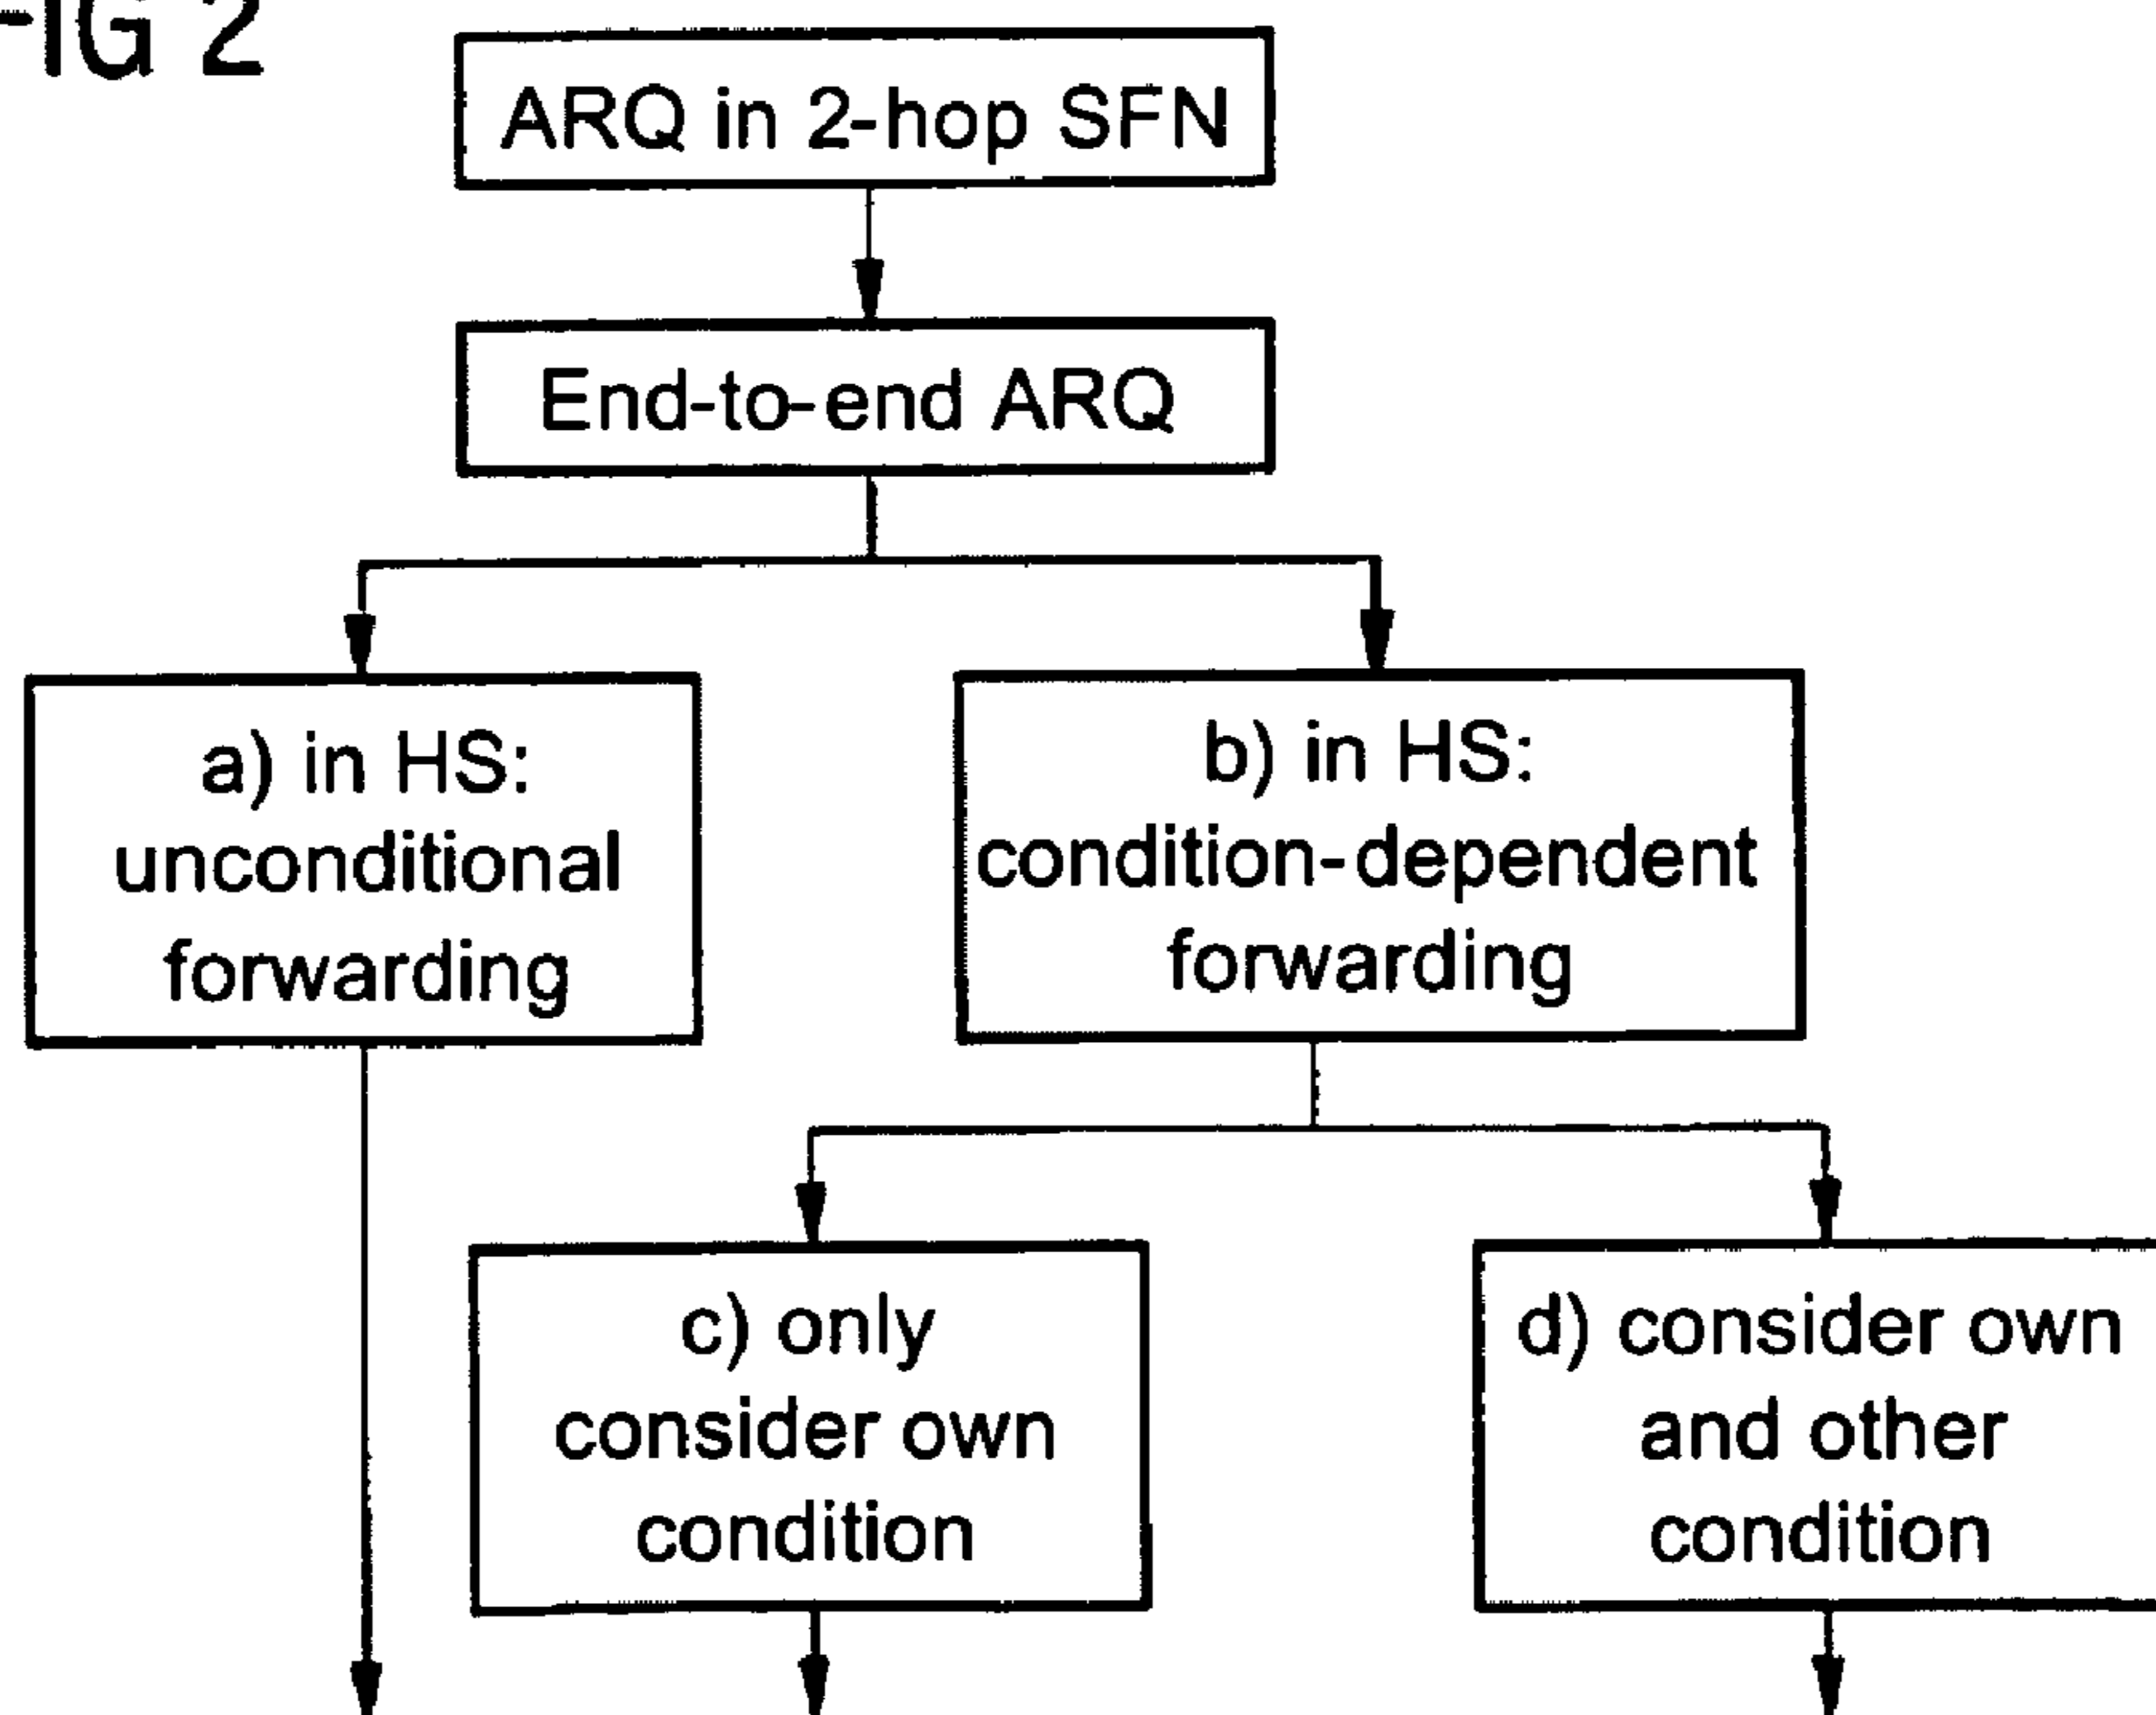 FIG 2
ARQ in 2-hop SFN
End-to-end ARQ
a) in HS:
unconditional
forwarding
b) in HS:
condition-dependent
forwarding
c) only
consider own
condition
d) consider own
and other
condition